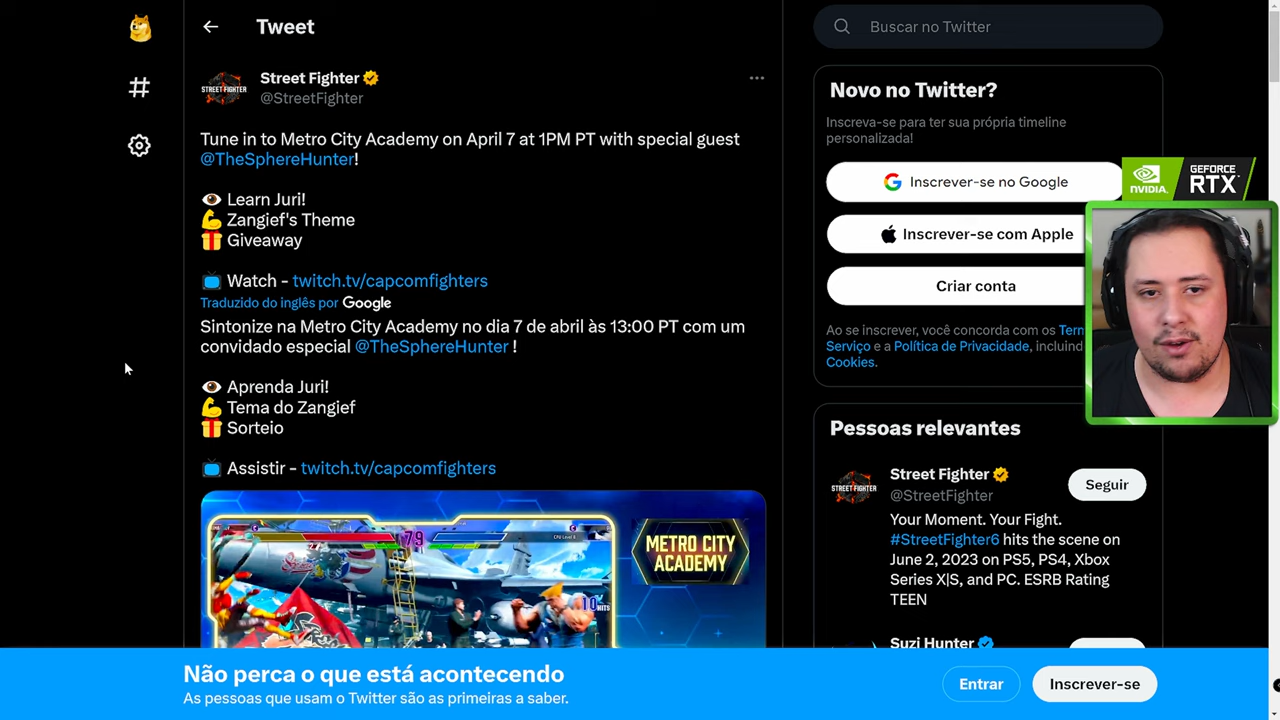 Tweet
Street Fighter
@StreetFighter
Tune in to Metro City Academy on April 7 at 1PM PT with special guest
@TheSphereHunter!
Learn Juri!
Zangief's Theme
Giveaway
Watch - twitch.tv/capcomfighters
Traduzido do inglês por Google
Sintonize na Metro City Academy no dia 7 de abril às 13:00 PT com um
convidado especial @TheSphereHunter !
Aprenda Juri!
Tema do Zangief
Sorteio
Assistir - twitch.tv/capcomfighters
79
METRO CITY
ACADEMY
10 HITS
Buscar no Twitter
Novo no Twitter?
Inscreva-se para ter sua própria timeline
personalizada!
Inscrever-se no Google
Inscrever-se com Apple
Criar conta
Ao se inscrever, você concorda com os Term
Serviço e a Política de Privacidade, incluind
Cookies.
NVIDIA.
GEFORCE
RTX
Pessoas relevantes
STREET FIGHTER
Street Fighter
@StreetFighter
Seguir
Your Moment. Your Fight.
#StreetFighter6 hits the scene on
June 2, 2023 on PS5, PS4, Xbox
Series X|S, and PC. ESRB Rating
TEEN
Suzi Hunter
Não perca o que está acontecendo
As pessoas que usam o Twitter são as primeiras a saber.
Entrar
Inscrever-se